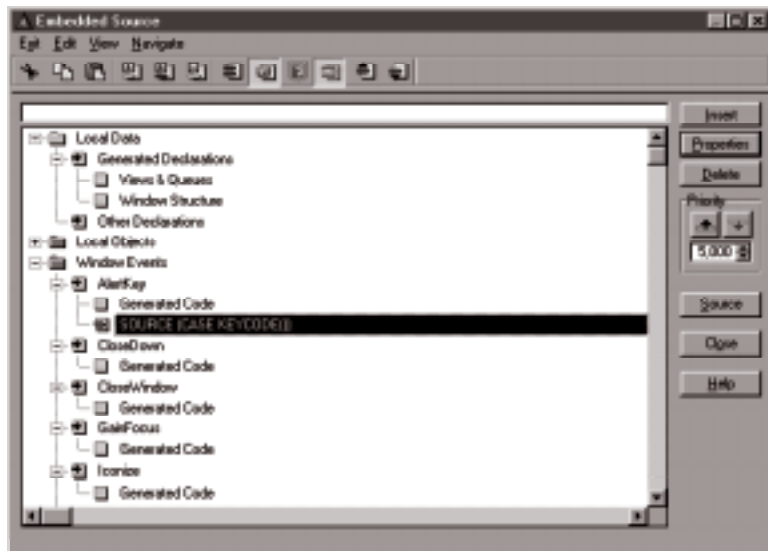 Embedded Source
Exit Edit View Navigate
Insert
Local Data
Properties
Generated Declarations
Views & Queues
Delete
Window Structure
Priority
Other Declarations
Local Objects
5,000
Window Events
AlertKey
Generated Code
Source
SOURCE (CASE KEYCODE())
CloseDown
Close
Generated Code
CloseWindow
Help
Generated Code
GainFocus
Generated Code
Iconize
Generated Code